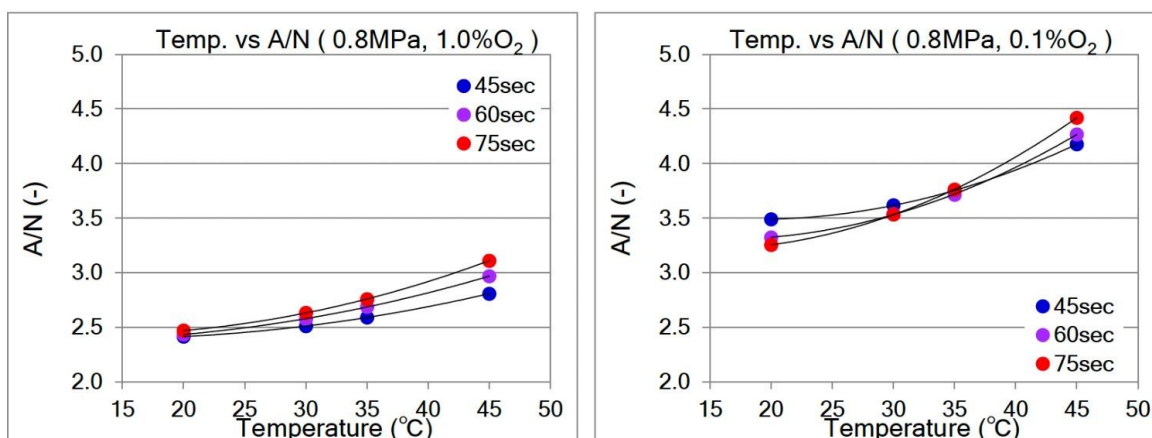 Temp. vs A/N ( 0.8MPa, 1.0%O₂ )
5.0
4.5
4.0
3.5
3.0
2.5
2.0
A/N (-)
45sec
60sec
75sec
15 20 25 30 35 40 45 50
Temperature (℃)
Temp. vs A/N ( 0.8MPa, 0.1%O₂ )
5.0
4.5
4.0
3.5
3.0
2.5
2.0
A/N (-)
45sec
60sec
75sec
15 20 25 30 35 40 45 50
Temperature (℃)